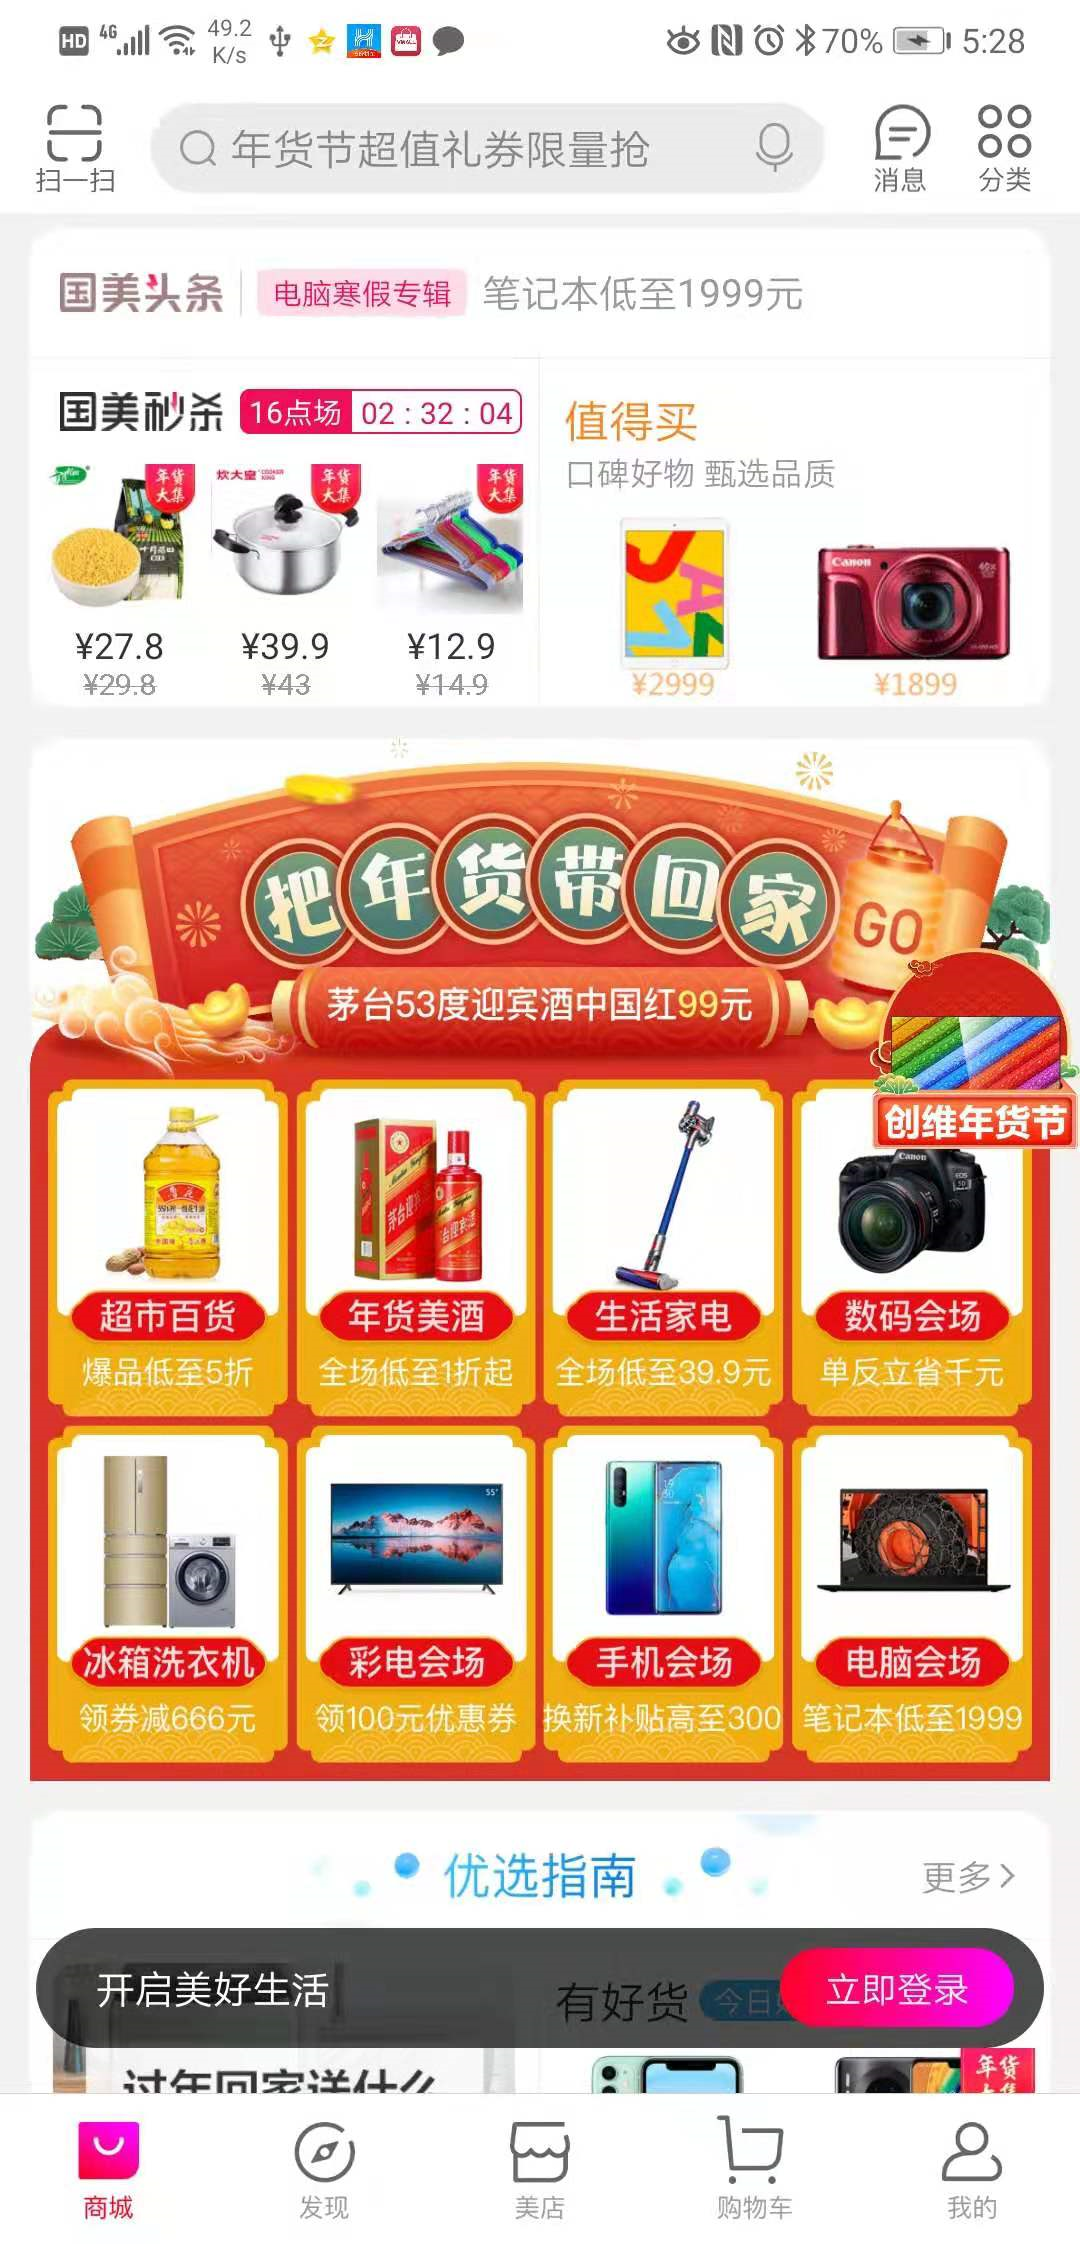 HD 4G 49.2 K/s 70% 5:28
扫一扫
年货节超值礼券限量抢
消息
分类
国美头条 电脑寒假专辑 笔记本低至1999元
国美秒杀 16点场 02 : 32 : 04
年货大集
炊大皇
年货大集
年货大集
¥27.8 ¥39.9 ¥12.9
¥29.8 ¥43 ¥14.9
值得买
口碑好物 甄选品质
Canon
¥2999 ¥1899
把年货带回家
GO
茅台53度迎宾酒中国红99元
创维年货节
Canon
超市百货 年货美酒 生活家电 数码会场
爆品低至5折 全场低至1折起 全场低至39.9元 单反立省千元
55"
冰箱洗衣机 彩电会场 手机会场 电脑会场
领券减666元 领100元优惠券 换新补贴高至300 笔记本低至1999
优选指南
更多
开启美好生活
立即登录
有好货 今日
过年回家送什么
年货
商城 发现 美店 购物车 我的